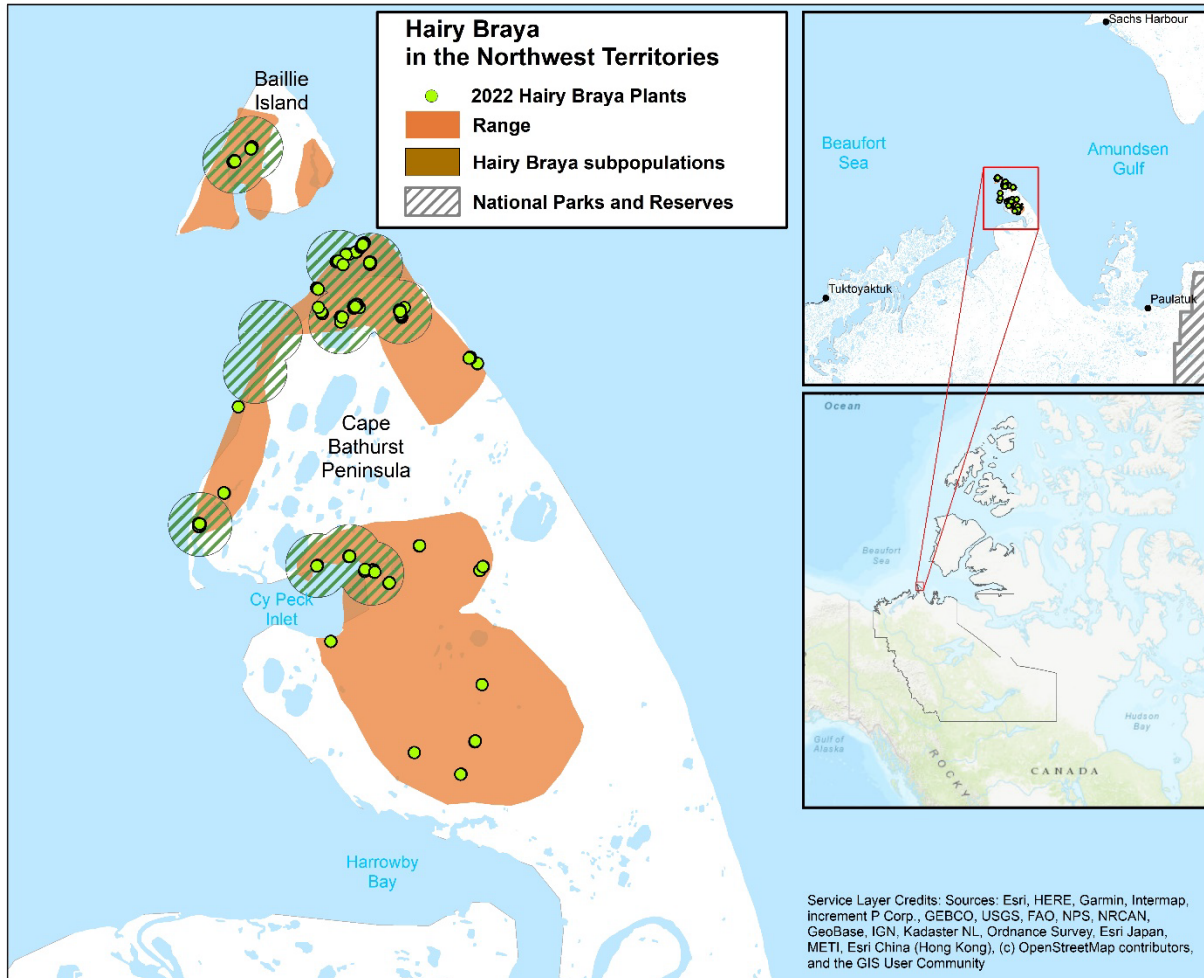 Hairy Braya
in the Northwest Territories
2022 Hairy Braya Plants
Range
Hairy Braya subpopulations
National Parks and Reserves
Baillie
Island
Cape
Bathurst
Peninsula
Cy Peck
Inlet
Harrowby
Bay
Sachs Harbour
Beaufort
Sea
Amundsen
Gulf
Tuktoyaktuk
Paulatuk
Ocean
Beaufort
Sea
Hudson
Bay
Gulf of
Alaska
ROCKY
CANADA
Service Layer Credits: Sources: Esri, HERE, Garmin, Intermap,
increment P Corp., GEBCO, USGS, FAO, NPS, NRCAN,
GeoBase, IGN, Kadaster NL, Ordnance Survey, Esri Japan,
METI, Esri China (Hong Kong), (c) OpenStreetMap contributors,
and the GIS User Community